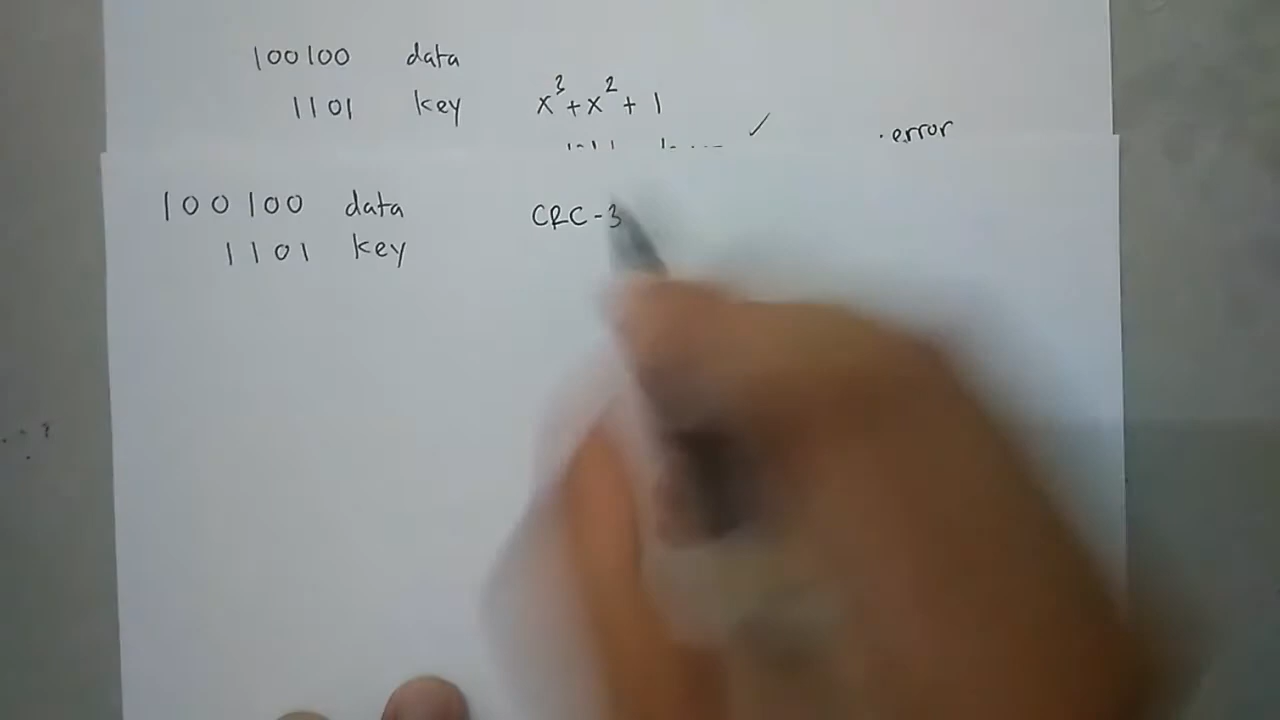 100100 data
1101 key x³+x²+1
. error
100100 data CRC-3
1101 key